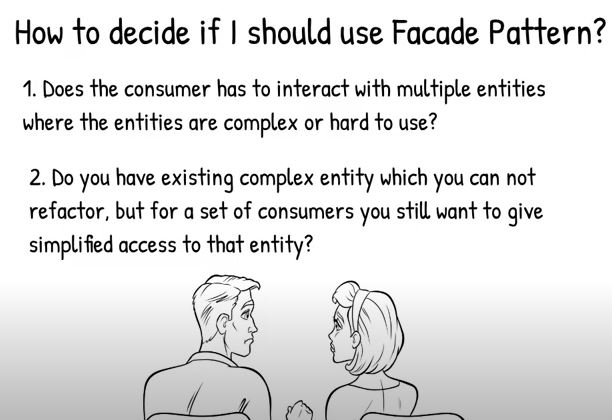 How to decide if I should use Facade Pattern?
1. Does the consumer has to interact with multiple entities
where the entities are complex or hard to use?
2. Do you have existing complex entity which you can not
refactor, but for a set of consumers you still want to give
simplified access to that entity?